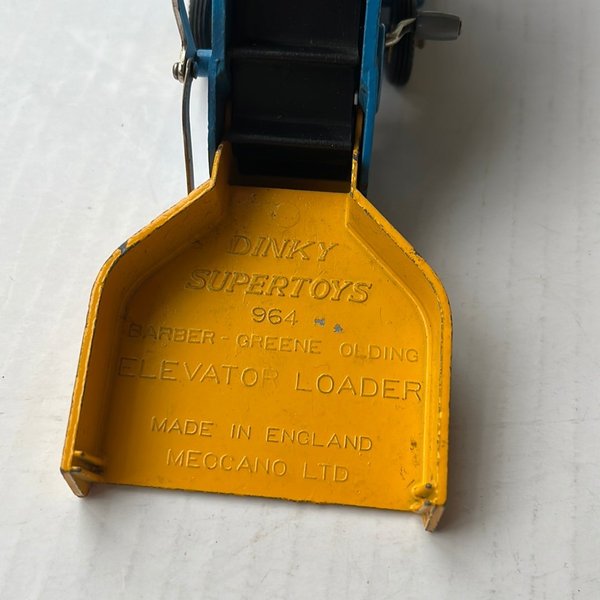 DINKY
SUPERTOYS
964
BARBER-GREENE OLDING
ELEVATOR LOADER
MADE IN ENGLAND
MECCANO LTD